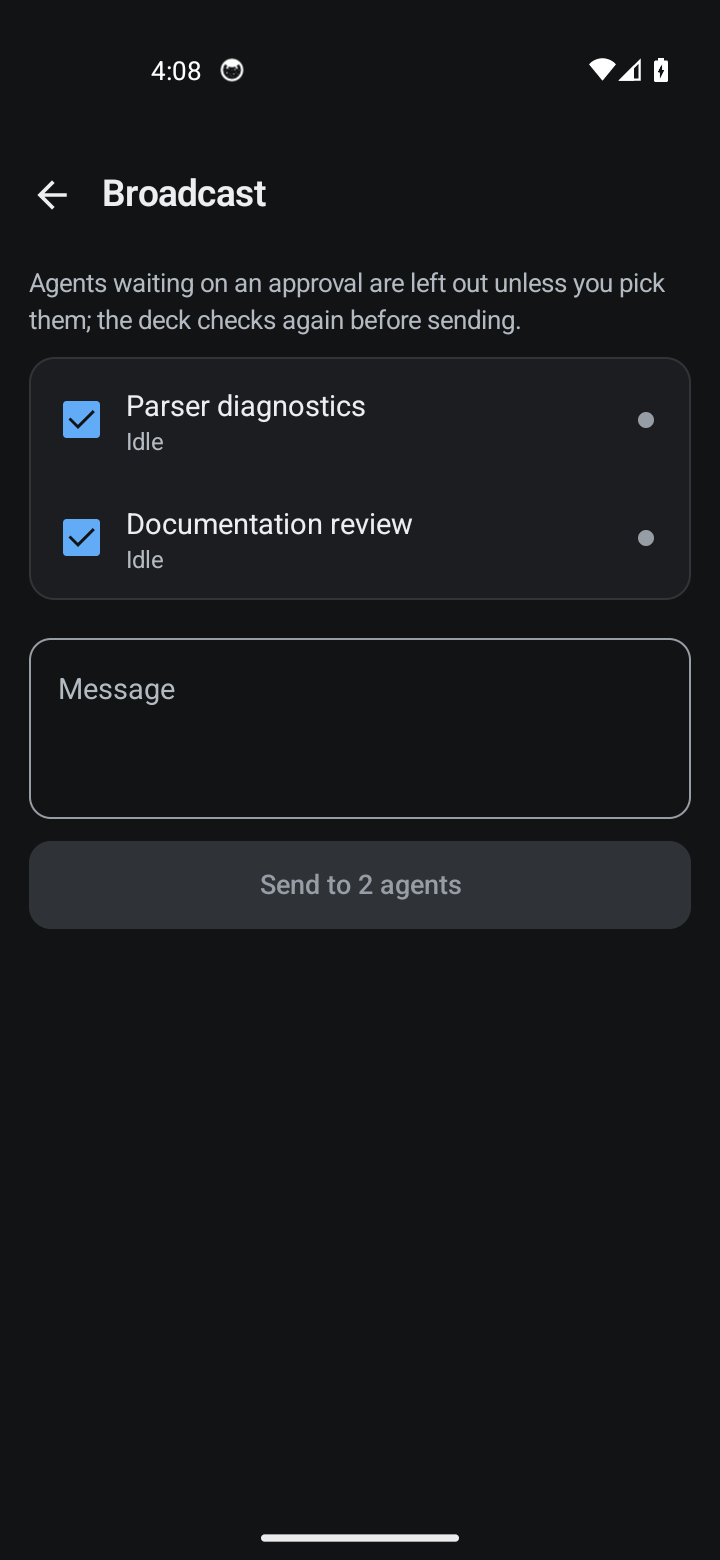 4:08
Broadcast
Agents waiting on an approval are left out unless you pick
them; the deck checks again before sending.
Parser diagnostics
Idle
Documentation review
Idle
Message
Send to 2 agents